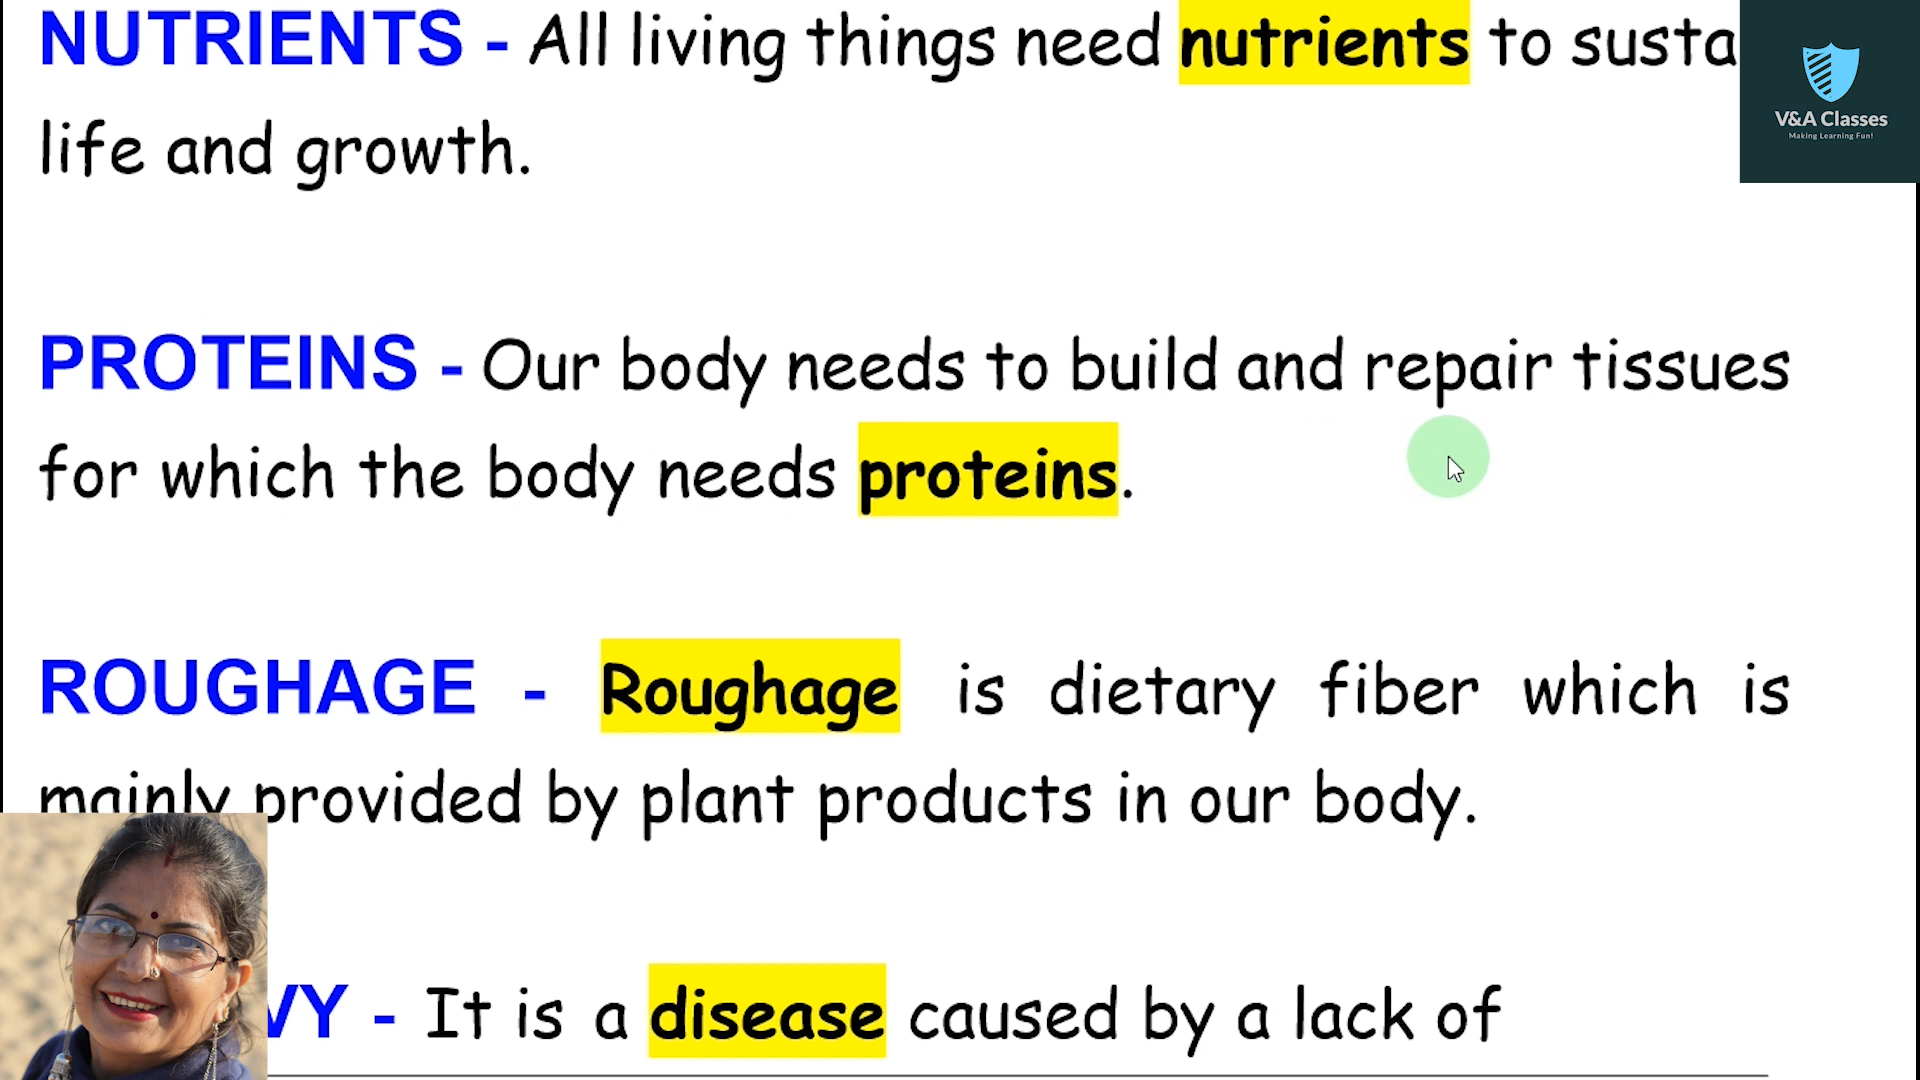 NUTRIENTS - All living things need nutrients to susta
life and growth.
PROTEINS - Our body needs to build and repair tissues
for which the body needs proteins.
ROUGHAGE - Roughage is dietary fiber which is
mainly provided by plant products in our body.
VY - It is a disease caused by a lack of
V&A Classes
Making Learning Fun!